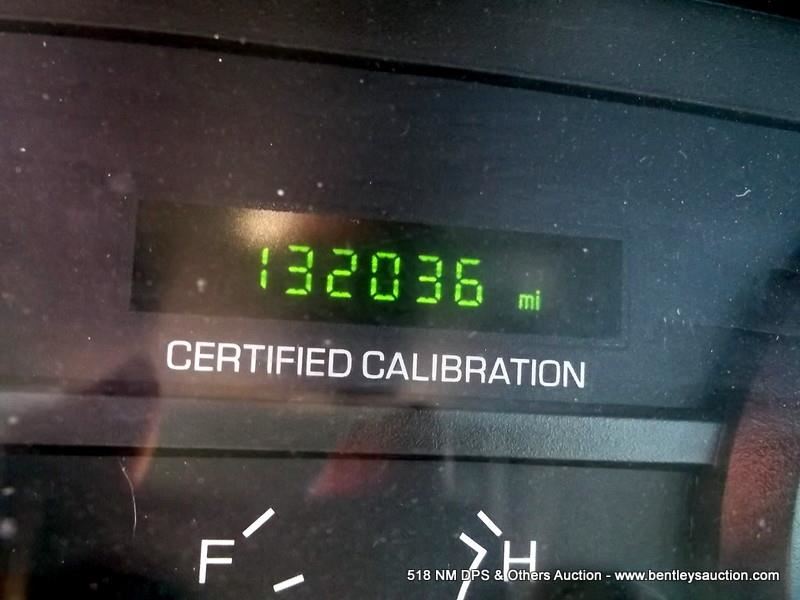 132036 mi
CERTIFIED CALIBRATION
F H
518 NM DPS & Others Auction - www.bentleysauction.com